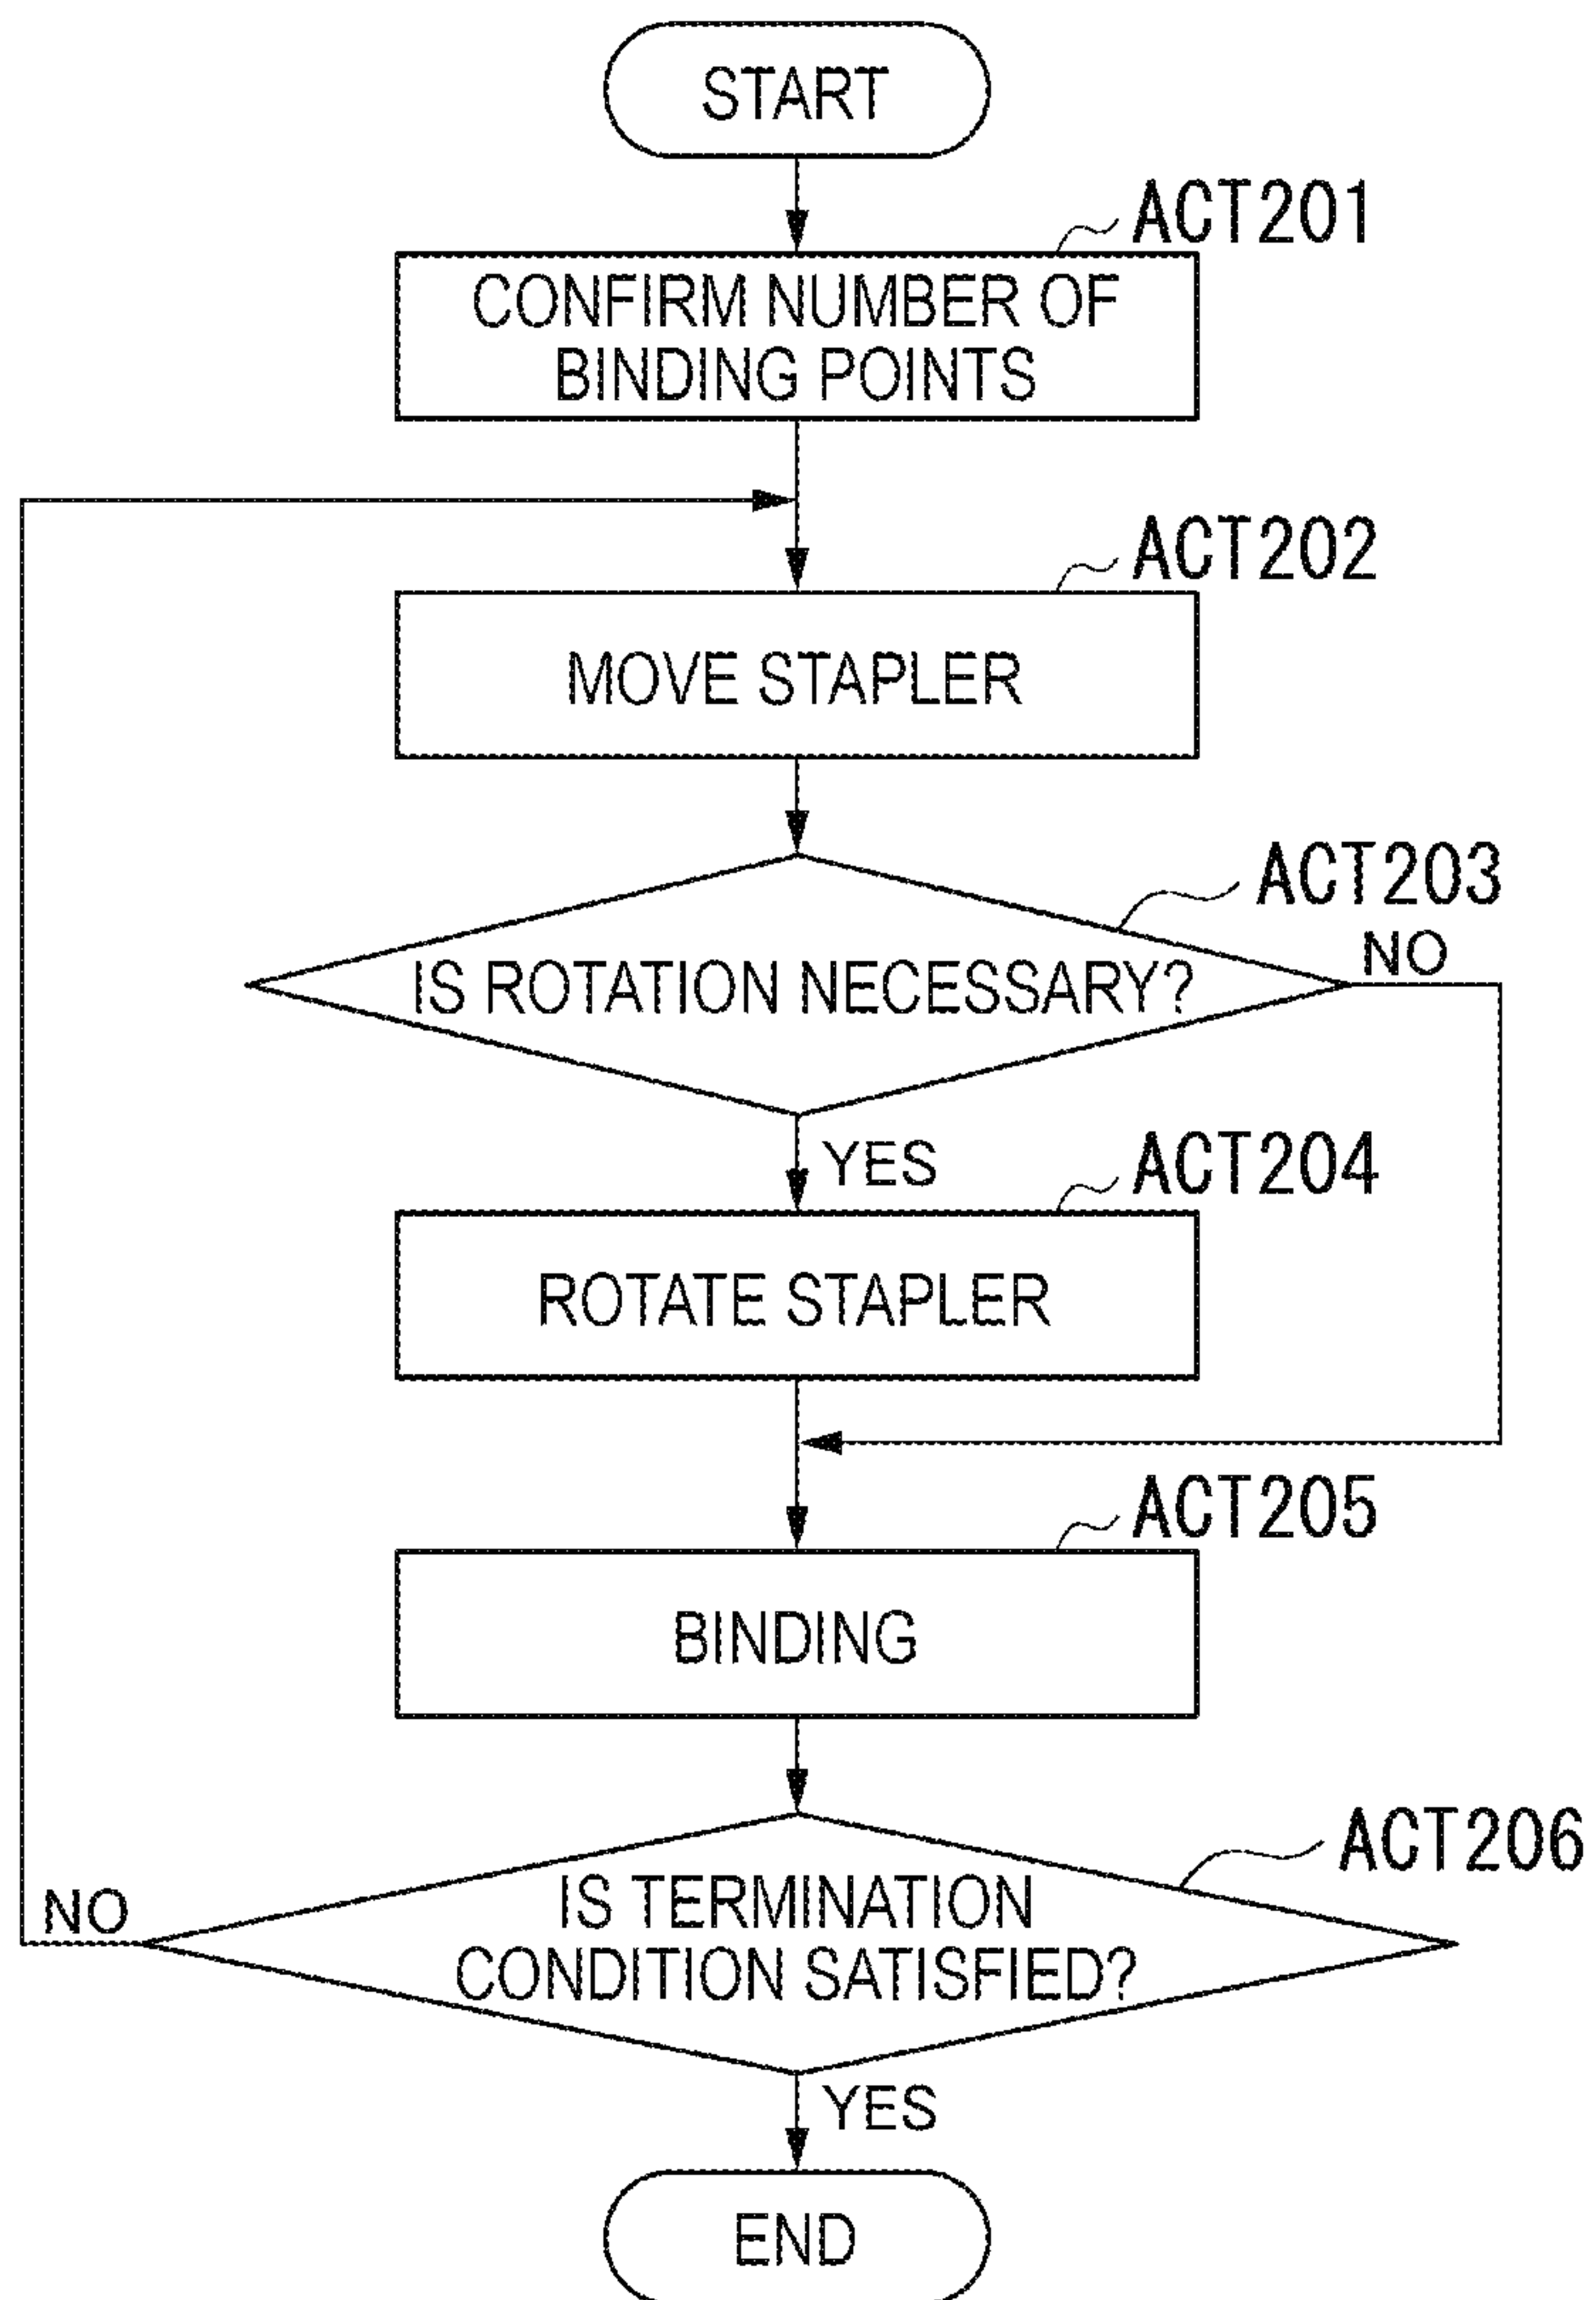 START
ACT201
CONFIRM NUMBER OF
BINDING POINTS
ACT202
MOVE STAPLER
ACT203
IS ROTATION NECESSARY?
NO
YES
ACT204
ROTATE STAPLER
ACT205
BINDING
ACT206
IS TERMINATION
CONDITION SATISFIED?
NO
YES
END